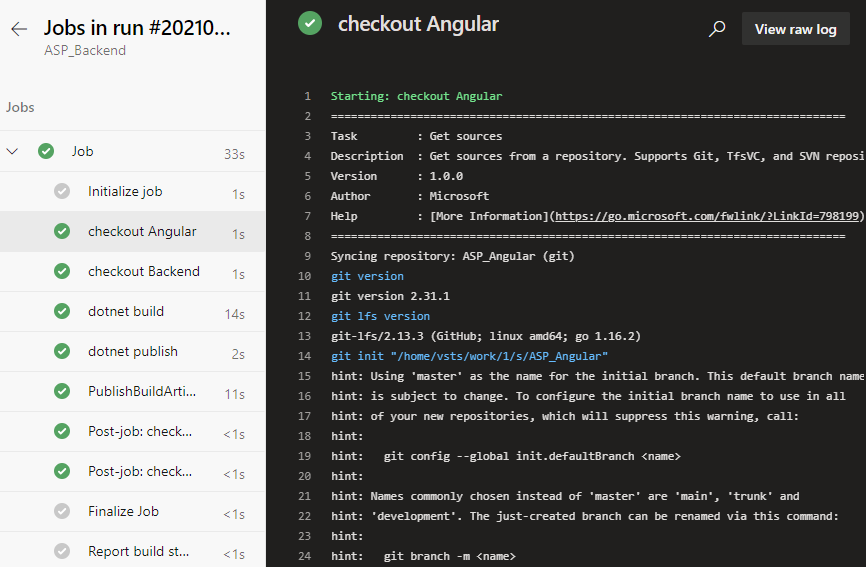 Jobs in run #20210...
ASP_Backend
Jobs
Job 33s
Initialize job 1s
checkout Angular 1s
checkout Backend 1s
dotnet build 14s
dotnet publish 2s
PublishBuildArti... 11s
Post-job: check... <1s
Post-job: check... <1s
Finalize Job <1s
Report build st... <1s
checkout Angular
View raw log
1 Starting: checkout Angular
2 ==============================================================================
3 Task         : Get sources
4 Description  : Get sources from a repository. Supports Git, TfsVC, and SVN reposi
5 Version      : 1.0.0
6 Author       : Microsoft
7 Help         : [More Information](https://go.microsoft.com/fwlink/?LinkId=798199)
8 ==============================================================================
9 Syncing repository: ASP_Angular (git)
10 git version
11 git version 2.31.1
12 git lfs version
13 git-lfs/2.13.3 (GitHub; linux amd64; go 1.16.2)
14 git init "/home/vsts/work/1/s/ASP_Angular"
15 hint: Using 'master' as the name for the initial branch. This default branch name
16 hint: is subject to change. To configure the initial branch name to use in all
17 hint: of your new repositories, which will suppress this warning, call:
18 hint:
19 hint:   git config --global init.defaultBranch <name>
20 hint:
21 hint: Names commonly chosen instead of 'master' are 'main', 'trunk' and
22 hint: 'development'. The just-created branch can be renamed via this command:
23 hint:
24 hint:   git branch -m <name>